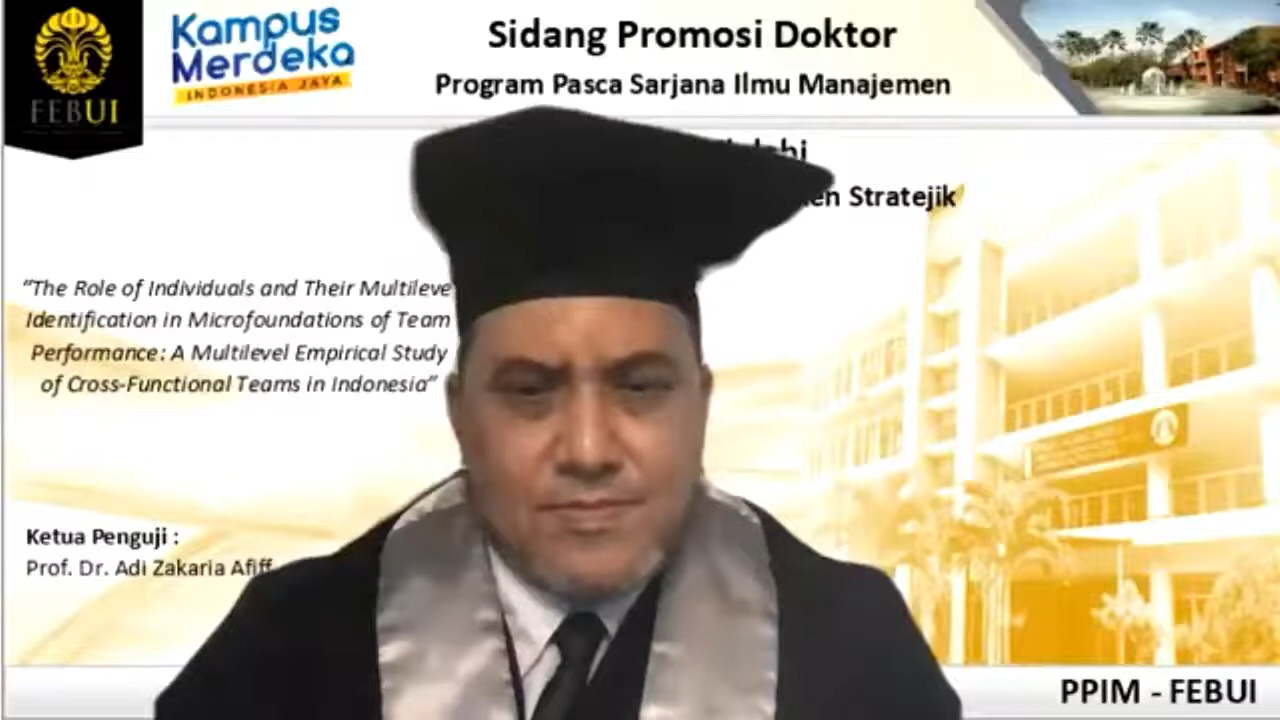 FEBUI
Kampus
Merdeka
INDONESIA JAYA
Sidang Promosi Doktor
Program Pasca Sarjana Ilmu Manajemen
Stratejik
"The Role of Individuals and Their
Identification in Microfoundations of Team
Performance: A Multilevel Empirical Study
of Cross-Functional Teams in Indonesia"
Ketua Penguji :
Prof. Dr. Adi Zakaria Afiff
PPIM - FEBUI